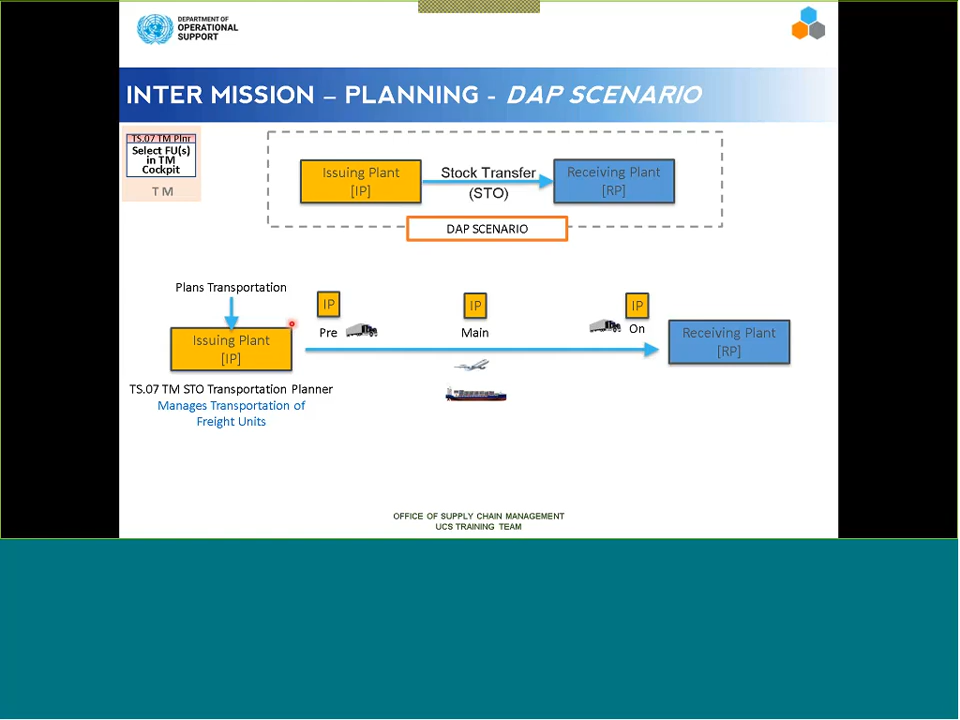 DEPARTMENT OF
OPERATIONAL
SUPPORT
INTER MISSION – PLANNING - DAP SCENARIO
TS.07 TM Plnr
Select FU(s)
in TM
Cockpit
TM
Issuing Plant
[IP]
Stock Transfer
(STO)
Receiving Plant
[RP]
DAP SCENARIO
Plans Transportation
IP
IP
IP
Pre
Main
On
Issuing Plant
[IP]
Receiving Plant
[RP]
TS.07 TM STO Transportation Planner
Manages Transportation of
Freight Units
OFFICE OF SUPPLY CHAIN MANAGEMENT
UCS TRAINING TEAM